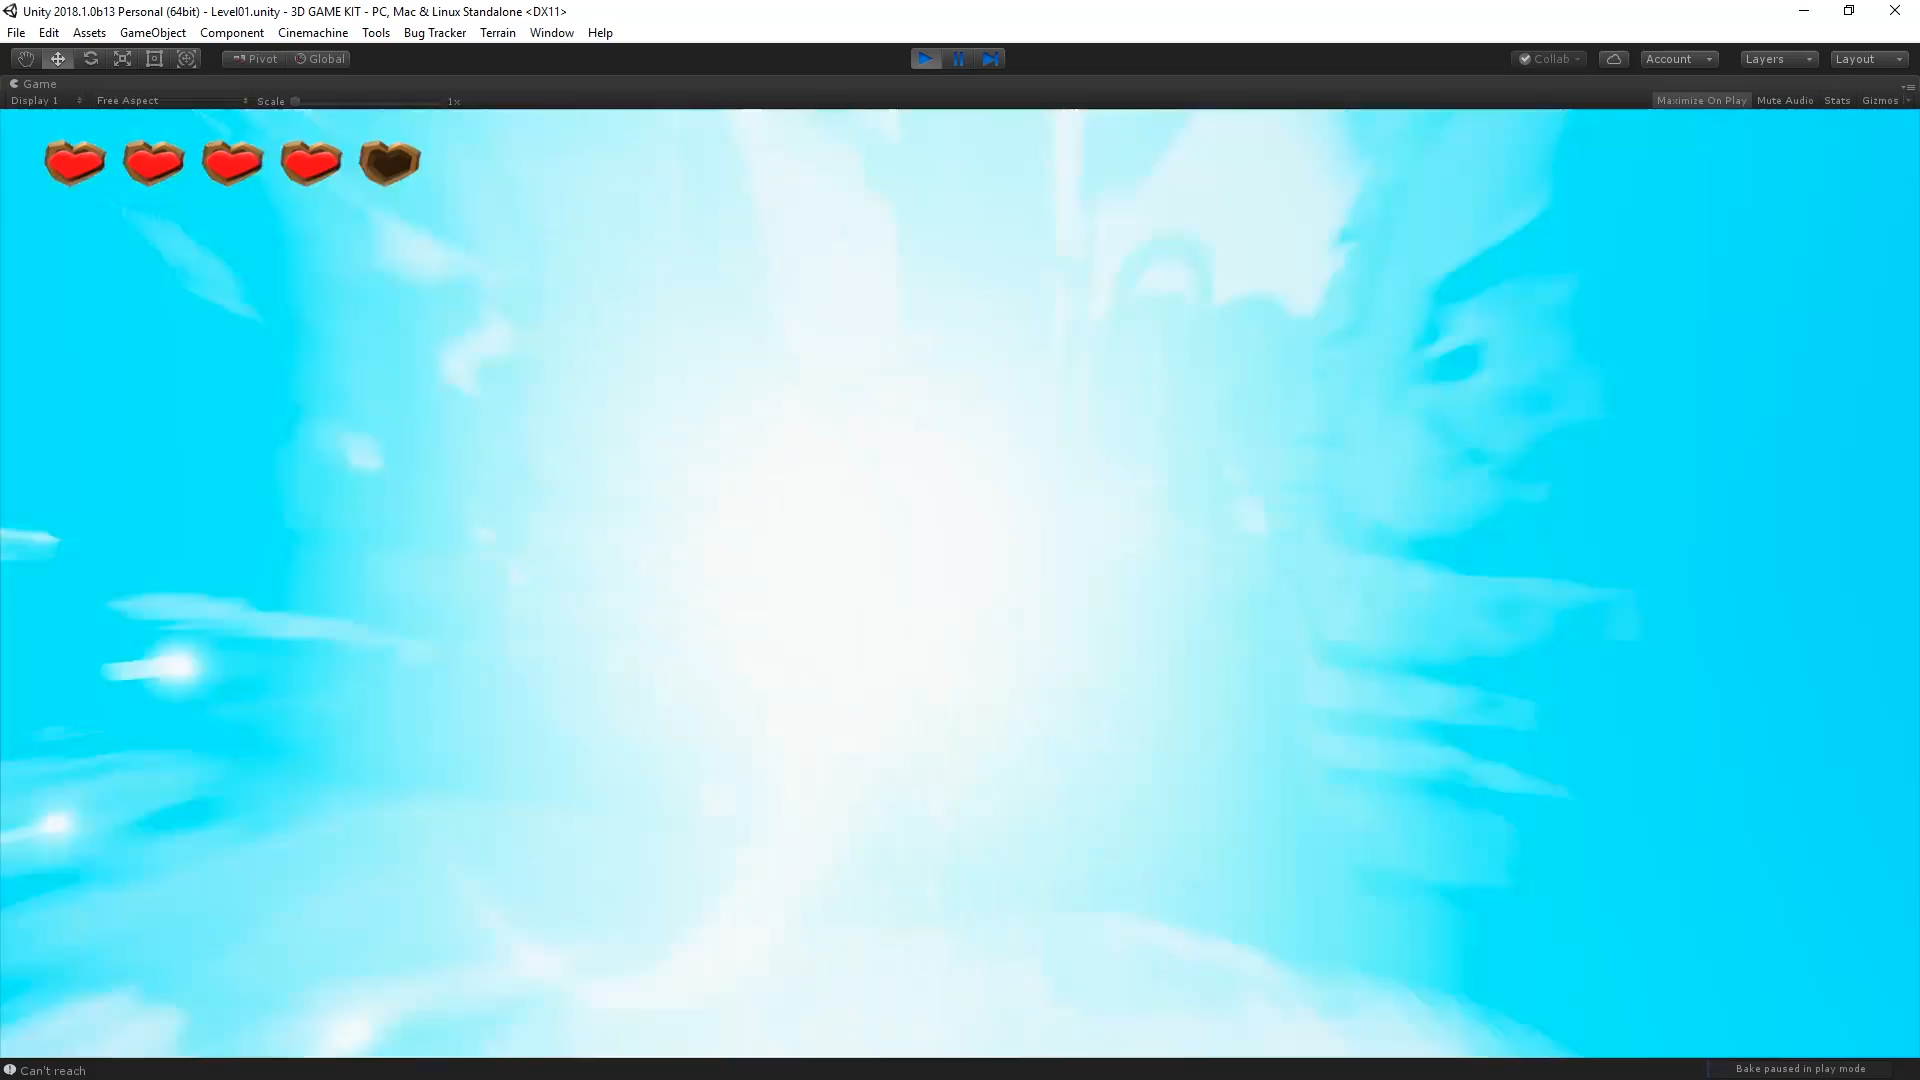 Unity 2018.1.0b13 Personal (64bit) - Level01.unity - 3D GAME KIT - PC, Mac & Linux Standalone <DX11>
File Edit Assets GameObject Component Cinemachine Tools Bug Tracker Terrain Window Help
Pivot Global Collab Account Layers Layout
Game
Display 1 Free Aspect Scale 1x Maximize On Play Mute Audio Stats Gizmos
Can't reach Bake paused in play mode